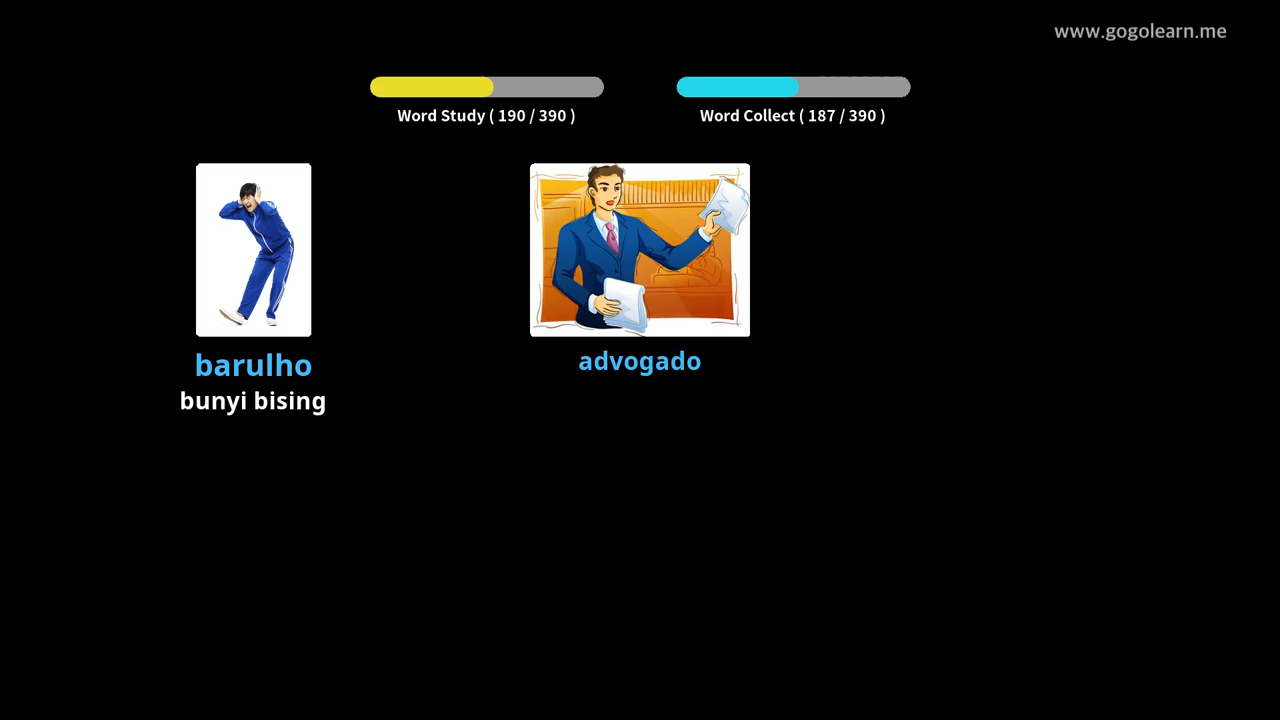 www.gogolearn.me
Word Study ( 190 / 390 )
Word Collect ( 187 / 390 )
barulho
bunyi bising
advogado